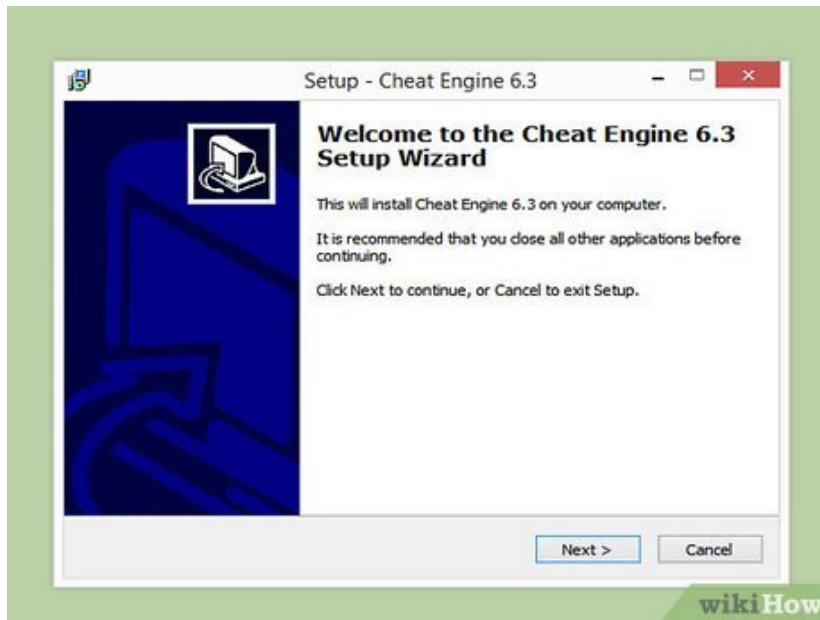 Setup - Cheat Engine 6.3
Welcome to the Cheat Engine 6.3
Setup Wizard
This will install Cheat Engine 6.3 on your computer.
It is recommended that you close all other applications before
continuing.
Click Next to continue, or Cancel to exit Setup.
Next >
Cancel
wikiHow